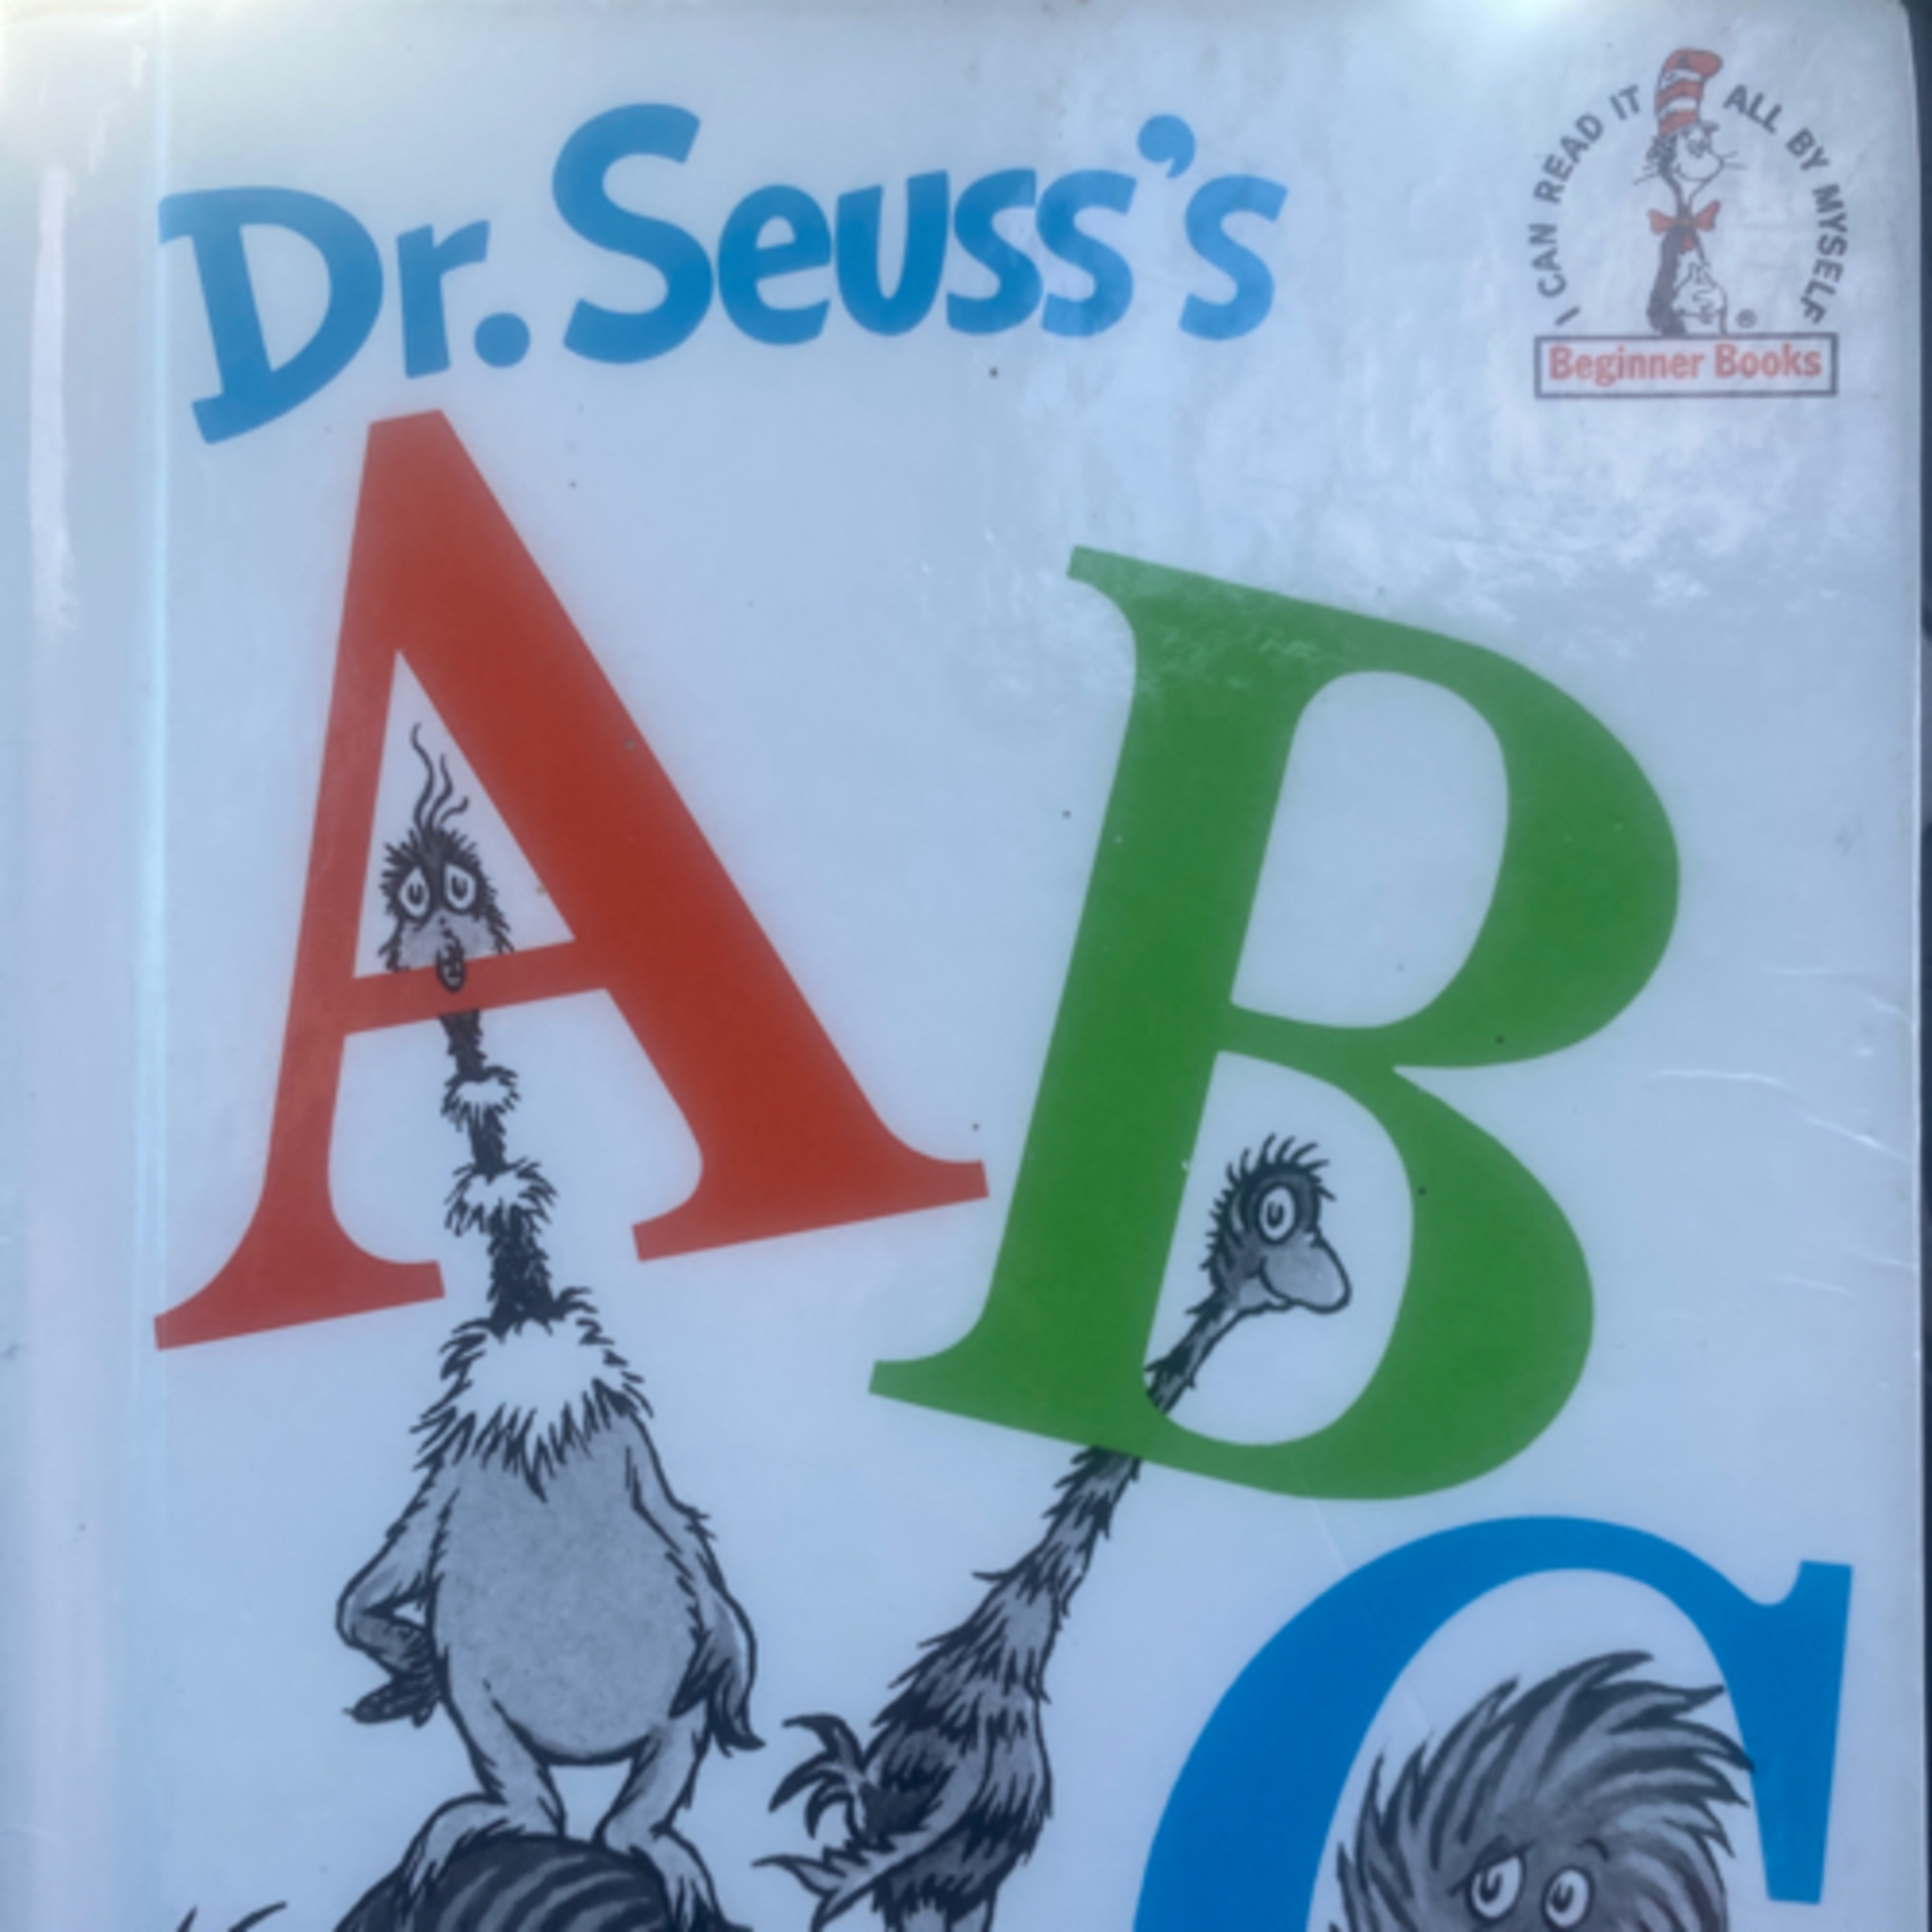 Dr. Seuss's
I CAN READ IT ALL BY MYSELF
®
Beginner Books
A
B
C